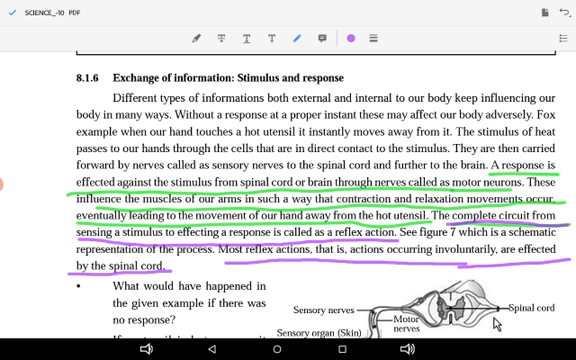 SCIENCE_-10 PDF
8.1.6 Exchange of information: Stimulus and response
Different types of informations both external and internal to our body keep influencing our
body in many ways. Without a response at a proper instant these may affect our body adversely. Fox
example when our hand touches a hot utensil it instantly moves away from it. The stimulus of heat
passes to our hands through the cells that are in direct contact to the stimulus. They are then carried
forward by nerves called as sensory nerves to the spinal cord and further to the brain. A response is
effected against the stimulus from spinal cord or brain through nerves called as motor neurons. These
influence the muscles of our arms in such a way that contraction and relaxation movements occur,
eventually leading to the movement of our hand away from the hot utensil. The complete circuit from
sensing a stimulus to effecting a response is called as a reflex action. See figure 7 which is a schematic
representation of the process. Most reflex actions, that is, actions occurring involuntarily, are effected
by the spinal cord.
• What would have happened in
the given example if there was
no response?
Sensory nerves
Spinal cord
Motor
nerves
Sensory organ (Skin)